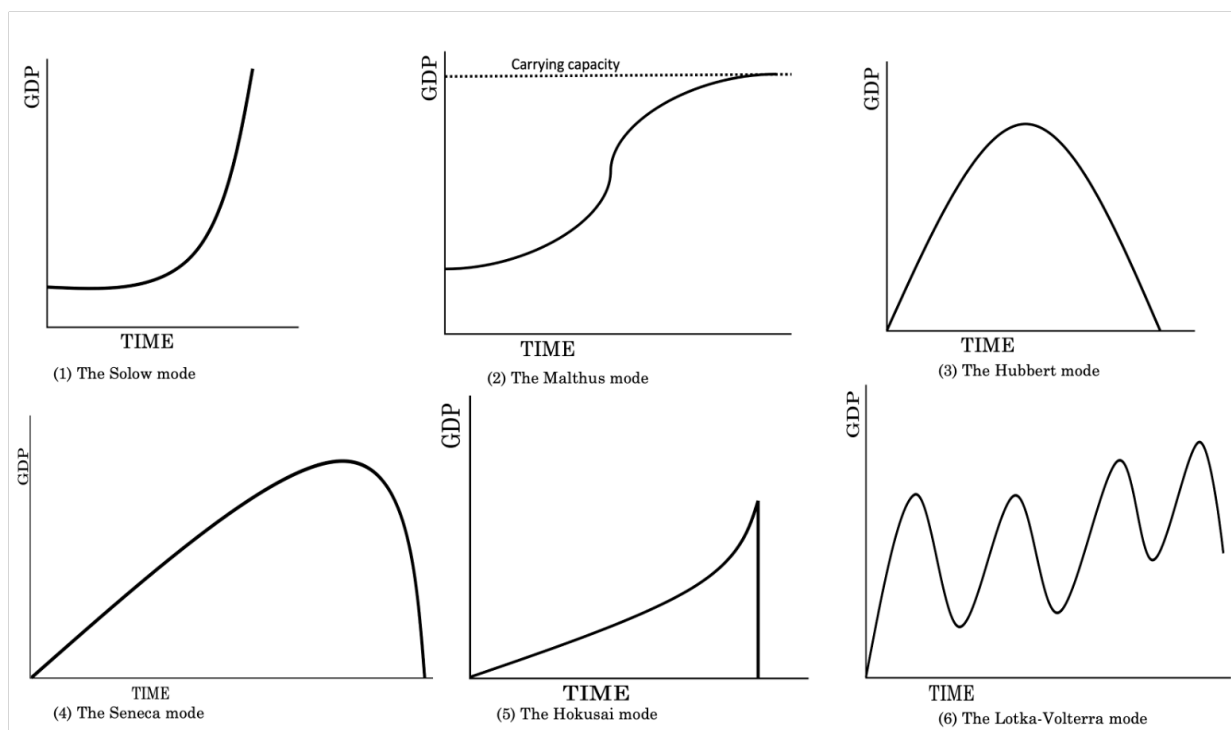 GDP
TIME
(1) The Solow mode
Carrying capacity
GDP
TIME
(2) The Malthus mode
GDP
TIME
(3) The Hubbert mode
GDP
TIME
(4) The Seneca mode
GDP
TIME
(5) The Hokusai mode
GDP
TIME
(6) The Lotka-Volterra mode